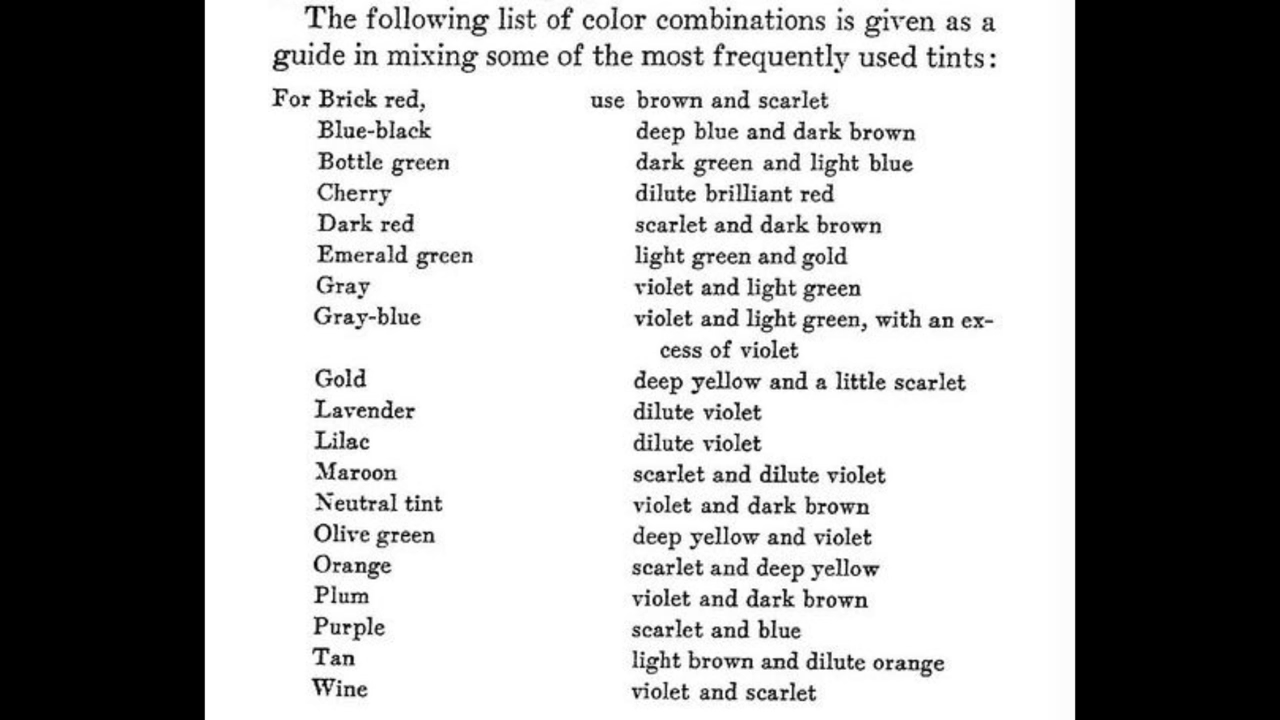 The following list of color combinations is given as a
guide in mixing some of the most frequently used tints:
For Brick red, use brown and scarlet
Blue-black deep blue and dark brown
Bottle green dark green and light blue
Cherry dilute brilliant red
Dark red scarlet and dark brown
Emerald green light green and gold
Gray violet and light green
Gray-blue violet and light green, with an ex-
cess of violet
Gold deep yellow and a little scarlet
Lavender dilute violet
Lilac dilute violet
Maroon scarlet and dilute violet
Neutral tint violet and dark brown
Olive green deep yellow and violet
Orange scarlet and deep yellow
Plum violet and dark brown
Purple scarlet and blue
Tan light brown and dilute orange
Wine violet and scarlet